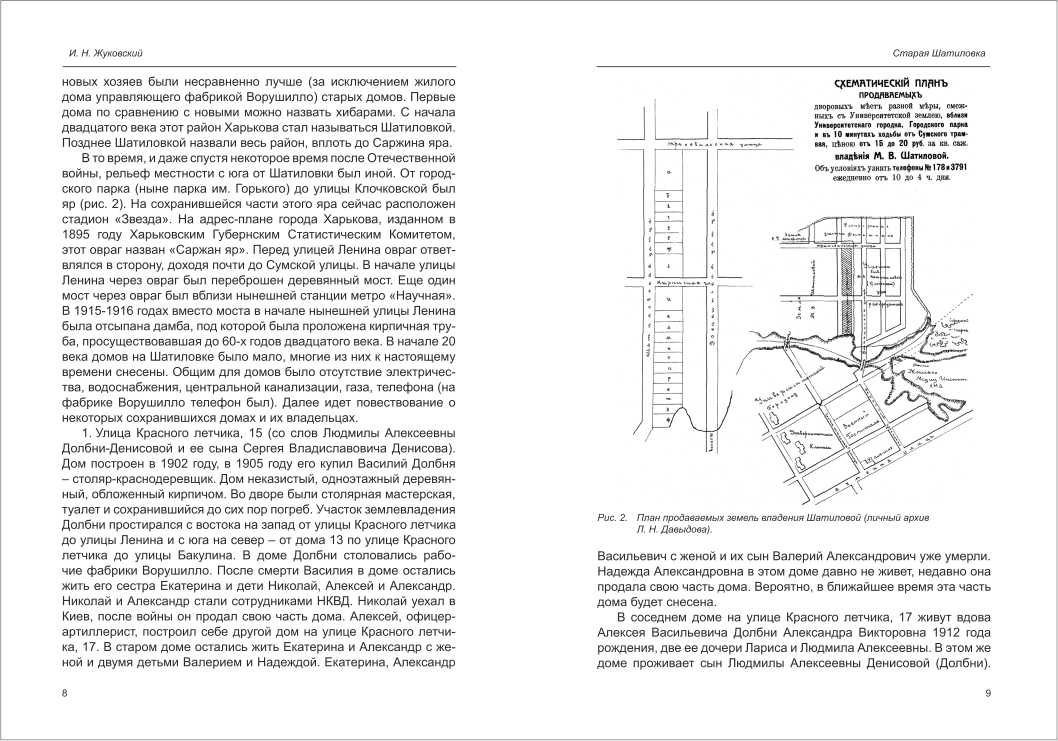 И. Н. Жуковский
новых хозяев были несравненно лучше (за исключением жилого
дома управляющего фабрикой Ворушилло) старых домов. Первые
дома по сравнению с новыми можно назвать хибарами. С начала
двадцатого века этот район Харькова стал называться Шатиловкой.
Позднее Шатиловкой назвали весь район, вплоть до Саржина яра.
В то время, и даже спустя некоторое время после Отечественной
войны, рельеф местности с юга от Шатиловки был иной. От город-
ского парка (ныне парка им. Горького) до улицы Клочковской был
яр (рис. 2). На сохранившейся части этого яра сейчас расположен
стадион «Звезда». На адрес-плане города Харькова, изданном в
1895 году Харьковским Губернским Статистическим Комитетом,
этот овраг назван «Саржан яр». Перед улицей Ленина овраг ответ-
влялся в сторону, доходя почти до Сумской улицы. В начале улицы
Ленина через овраг был переброшен деревянный мост. Еще один
мост через овраг был вблизи нынешней станции метро «Научная».
В 1915-1916 годах вместо моста в начале нынешней улицы Ленина
была отсыпана дамба, под которой была проложена кирпичная тру-
ба, просуществовавшая до 60-х годов двадцатого века. В начале 20
века домов на Шатиловке было мало, многие из них к настоящему
времени снесены. Общим для домов было отсутствие электричес-
тва, водоснабжения, центральной канализации, газа, телефона (на
фабрике Ворушилло телефон был). Далее идет повествование о
некоторых сохранившихся домах и их владельцах.
1. Улица Красного летчика, 15 (со слов Людмилы Алексеевны
Долбни-Денисовой и ее сына Сергея Владиславовича Денисова).
Дом построен в 1902 году, в 1905 году его купил Василий Долбня
– столяр-краснодеревщик. Дом неказистый, одноэтажный деревян-
ный, обложенный кирпичом. Во дворе были столярная мастерская,
туалет и сохранившийся до сих пор погреб. Участок землевладения
Долбни простирался с востока на запад от улицы Красного летчика
до улицы Ленина и с юга на север – от дома 13 по улице Красного
летчика до улицы Бакулина. В доме Долбни столовались рабо-
чие фабрики Ворушилло. После смерти Василия в доме остались
жить его сестра Екатерина и дети Николай, Алексей и Александр.
Николай и Александр стали сотрудниками НКВД. Николай уехал в
Киев, после войны он продал свою часть дома. Алексей, офицер-
артиллерист, построил себе другой дом на улице Красного летчи-
ка, 17. В старом доме остались жить Екатерина и Александр с же-
ной и двумя детьми Валерием и Надеждой. Екатерина, Александр
8
Старая Шатиловка
СХЕМАТИЧЕСКІЙ ПЛАНЪ
ПРОДАВАЕМЫХЪ
дворовыхъ мѣстъ разной мѣры, смеж-
ныхъ съ Университетской землею, вблизи
Университетскаго городка, Городского парка
и въ 10 минутахъ ходьбы отъ Сумского трам-
вая, цѣною отъ 15 до 20 руб. за кв. саж.
владѣнія М. В. Шатиловой.
Объ условіяхъ узнать телефоны № 178 и 3791
ежедневно отъ 10 до 4 ч. дня.
Рис. 2. План продаваемых земель владения Шатиловой (личный архив
Л. Н. Давыдова).
Васильевич с женой и их сын Валерий Александрович уже умерли.
Надежда Александровна в этом доме давно не живет, недавно она
продала свою часть дома. Вероятно, в ближайшее время эта часть
дома будет снесена.
В соседнем доме на улице Красного летчика, 17 живут вдова
Алексея Васильевича Долбни Александра Викторовна 1912 года
рождения, две ее дочери Лариса и Людмила Алексеевны. В этом же
доме проживает сын Людмилы Алексеевны Денисовой (Долбни).
9